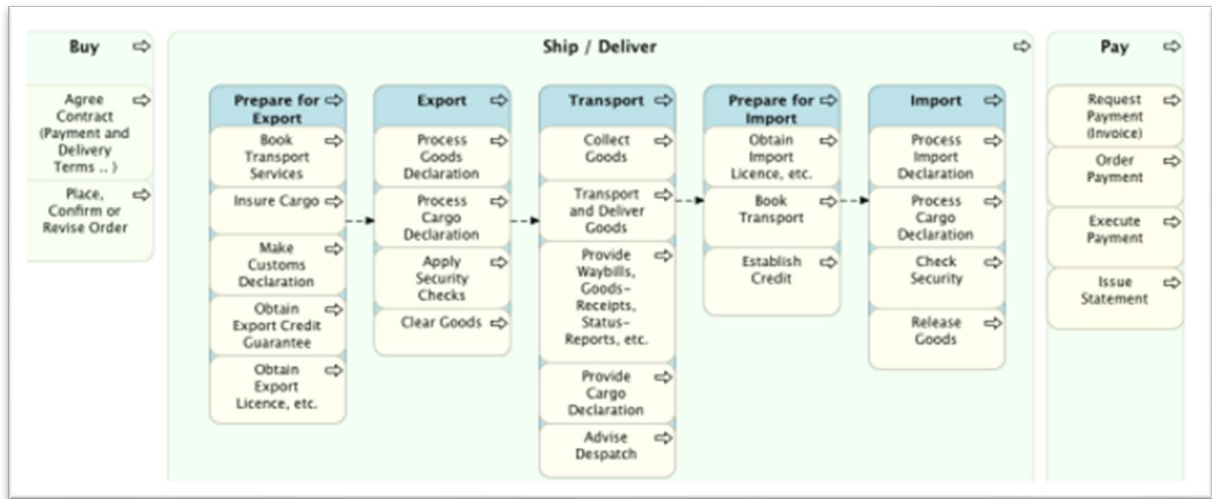 Buy
Agree
Contract
(Payment and
Delivery
Terms .. )
Place,
Confirm or
Revise Order
Ship / Deliver
Prepare for
Export
Book
Transport
Services
Insure Cargo
Make
Customs
Declaration
Obtain
Export Credit
Guarantee
Obtain
Export
Licence, etc.
Export
Process
Goods
Declaration
Process
Cargo
Declaration
Apply
Security
Checks
Clear Goods
Transport
Collect
Goods
Transport
and Deliver
Goods
Provide
Waybills,
Goods-
Receipts,
Status-
Reports, etc.
Provide
Cargo
Declaration
Advise
Despatch
Prepare for
Import
Obtain
Import
Licence, etc.
Book
Transport
Establish
Credit
Import
Process
Import
Declaration
Process
Cargo
Declaration
Check
Security
Release
Goods
Pay
Request
Payment
(Invoice)
Order
Payment
Execute
Payment
Issue
Statement